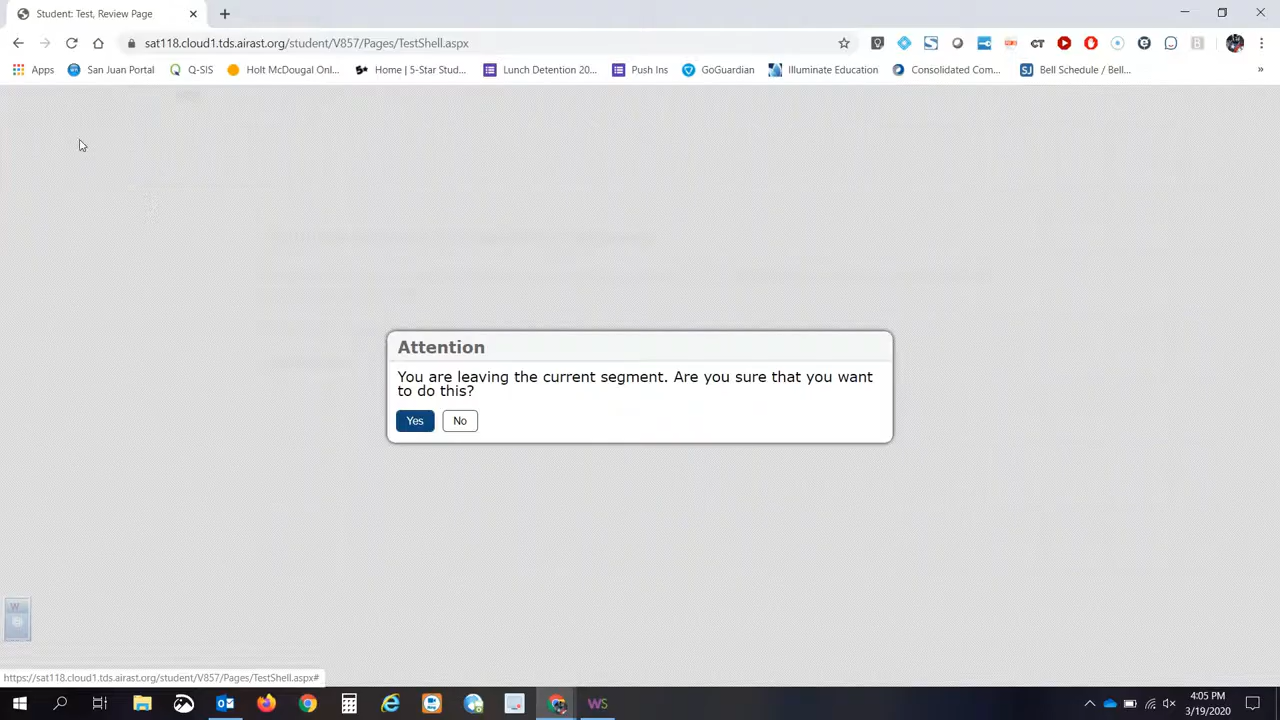 Student: Test, Review Page
sat118.cloud1.tds.airast.org/student/V857/Pages/TestShell.aspx
Apps
San Juan Portal
Q-SIS
Holt McDougal Onl...
Home | 5-Star Stud...
Lunch Detention 20...
Push Ins
GoGuardian
Illuminate Education
Consolidated Com...
Bell Schedule / Bell...
»
Attention
You are leaving the current segment. Are you sure that you want
to do this?
Yes
No
W
https://sat118.cloud1.tds.airast.org/student/V857/Pages/TestShell.aspx#
WS
4:05 PM
3/19/2020